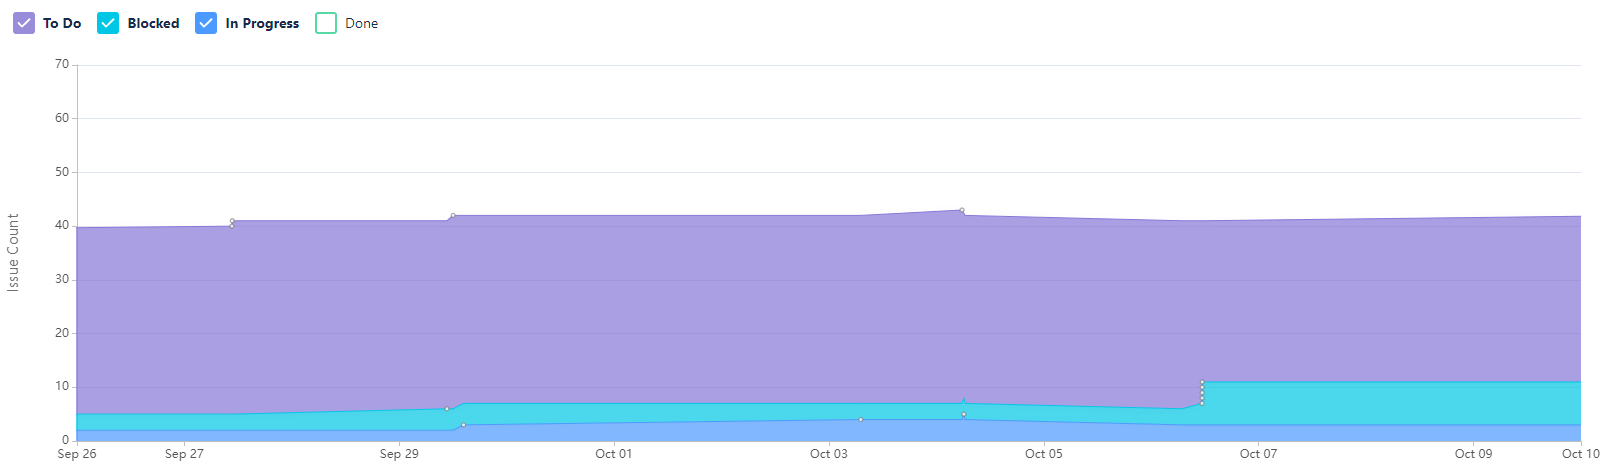 To Do Blocked In Progress Done
70
60
50
40
30
20
10
0
Issue Count
Sep 26 Sep 27 Sep 29 Oct 01 Oct 03 Oct 05 Oct 07 Oct 09 Oct 10